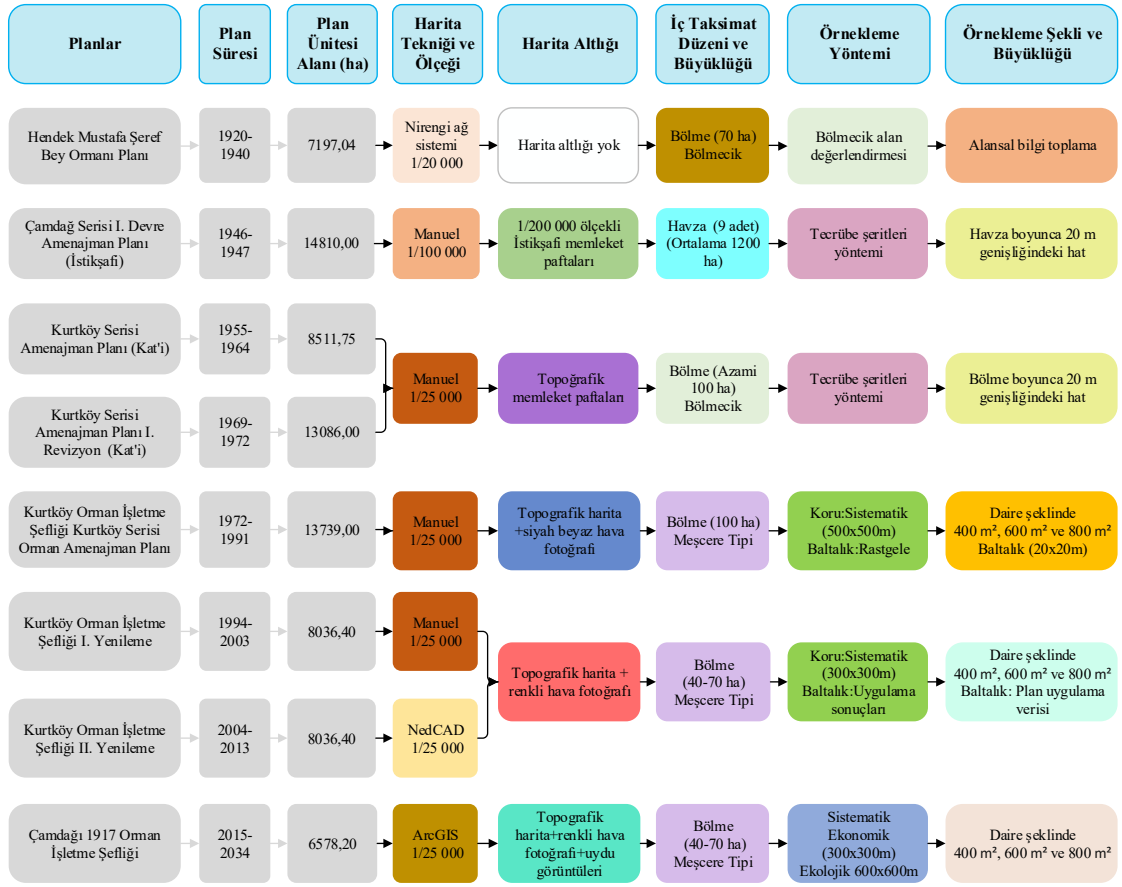 Planlar
Plan
Süresi
Plan
Ünitesi
Alanı (ha)
Harita
Tekniği ve
Ölçeği
Harita Altlığı
İç Taksimat
Düzeni ve
Büyüklüğü
Örnekleme
Yöntemi
Örnekleme Şekli ve
Büyüklüğü
Hendek Mustafa Şeref
Bey Ormanı Planı
1920-
1940
7197,04
Nirengi ağ
sistemi
1/20 000
Harita altlığı yok
Bölme (70 ha)
Bölmecik
Bölmecik alan
değerlendirmesi
Alansal bilgi toplama
Çamdağ Serisi I. Devre
Amenajman Planı
(İstikşafi)
1946-
1947
14810,00
Manuel
1/100 000
1/200 000 ölçekli
İstikşafi memleket
paftaları
Havza (9 adet)
(Ortalama 1200
ha)
Tecrübe şeritleri
yöntemi
Havza boyunca 20 m
genişliğindeki hat
Kurtköy Serisi
Amenajman Planı (Kat'i)
1955-
1964
8511,75
Kurtköy Serisi
Amenajman Planı I.
Revizyon (Kat'i)
1969-
1972
13086,00
Manuel
1/25 000
Topoğrafik
memleket paftaları
Bölme (Azami
100 ha)
Bölmecik
Tecrübe şeritleri
yöntemi
Bölme boyunca 20 m
genişliğindeki hat
Kurtköy Orman İşletme
Şefliği Kurtköy Serisi
Orman Amenajman Planı
1972-
1991
13739,00
Manuel
1/25 000
Topografik harita
+siyah beyaz hava
fotoğrafı
Bölme (100 ha)
Meşcere Tipi
Koru:Sistematik
(500x500m)
Baltalık:Rastgele
Daire şeklinde
400 m², 600 m² ve 800 m²
Baltalık (20x20m)
Kurtköy Orman İşletme
Şefliği I. Yenileme
1994-
2003
8036,40
Manuel
1/25 000
Kurtköy Orman İşletme
Şefliği II. Yenileme
2004-
2013
8036,40
NedCAD
1/25 000
Topografik harita +
renkli hava fotoğrafı
Bölme
(40-70 ha)
Meşcere Tipi
Koru:Sistematik
(300x300m)
Baltalık:Uygulama
sonuçları
Daire şeklinde
400 m², 600 m² ve 800 m²
Baltalık: Plan uygulama
verisi
Çamdağı 1917 Orman
İşletme Şefliği
2015-
2034
6578,20
ArcGIS
1/25 000
Topografik
harita+renkli hava
fotoğrafı+uydu
görüntüleri
Bölme
(40-70 ha)
Meşcere Tipi
Sistematik
Ekonomik
(300x300m)
Ekolojik 600x600m
Daire şeklinde
400 m², 600 m² ve 800 m²